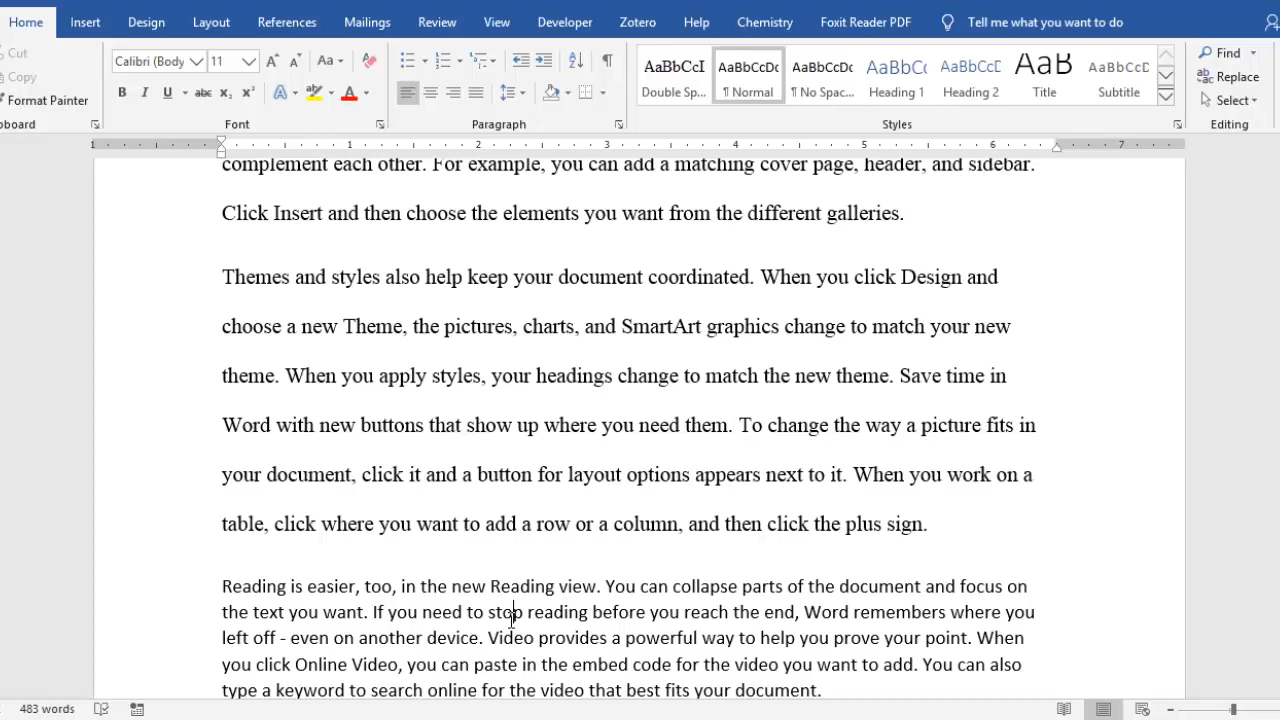 Home Insert Design Layout References Mailings Review View Developer Zotero Help Chemistry Foxit Reader PDF Tell me what you want to do
Cut
Copy
Format Painter
Calibri (Body 11 Aa
B I U abc x₂ x² A A
AaBbCcI AaBbCcDc AaBbCcDc AaBbCc AaBbCcD AaB AaBbCcD
Double Sp... ¶ Normal ¶ No Spac... Heading 1 Heading 2 Title Subtitle
Find
Replace
Select
board Font Paragraph Styles Editing
1 1 2 3 4 5 6 7
complement each other. For example, you can add a matching cover page, header, and sidebar.
Click Insert and then choose the elements you want from the different galleries.
Themes and styles also help keep your document coordinated. When you click Design and
choose a new Theme, the pictures, charts, and SmartArt graphics change to match your new
theme. When you apply styles, your headings change to match the new theme. Save time in
Word with new buttons that show up where you need them. To change the way a picture fits in
your document, click it and a button for layout options appears next to it. When you work on a
table, click where you want to add a row or a column, and then click the plus sign.
Reading is easier, too, in the new Reading view. You can collapse parts of the document and focus on
the text you want. If you need to stop reading before you reach the end, Word remembers where you
left off - even on another device. Video provides a powerful way to help you prove your point. When
you click Online Video, you can paste in the embed code for the video you want to add. You can also
type a keyword to search online for the video that best fits your document.
483 words